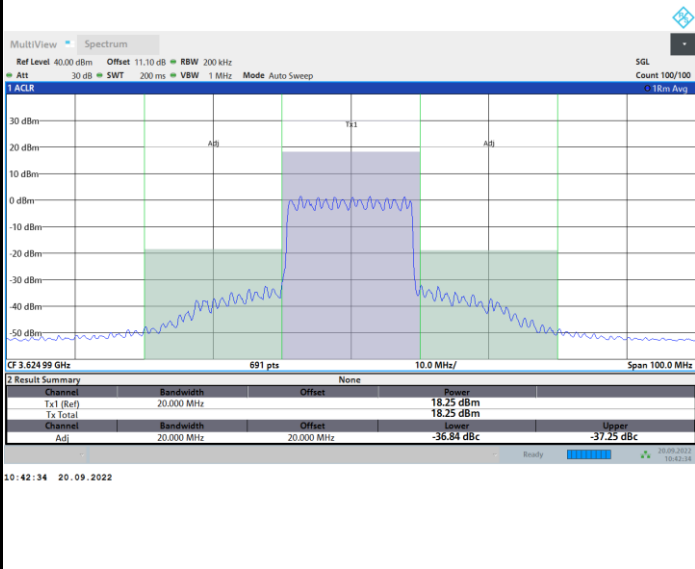 MultiView Spectrum
Ref Level 40.00 dBm Offset 11.10 dB RBW 200 kHz SGL
Att 30 dB SWT 200 ms VBW 1 MHz Mode Auto Sweep Count 100/100
1 ACLR 1Rm Avg
30 dBm
Tx1
20 dBm Adj Adj
10 dBm
0 dBm
-10 dBm
-20 dBm
-30 dBm
-40 dBm
-50 dBm
CF 3.624 99 GHz 691 pts 10.0 MHz/ Span 100.0 MHz
2 Result Summary None
Channel Bandwidth Offset Power
Tx1 (Ref) 20.000 MHz 18.25 dBm
Tx Total 18.25 dBm
Channel Bandwidth Offset Lower Upper
Adj 20.000 MHz 20.000 MHz -36.84 dBc -37.25 dBc
Ready 20.09.2022
10:42:34
10:42:34 20.09.2022